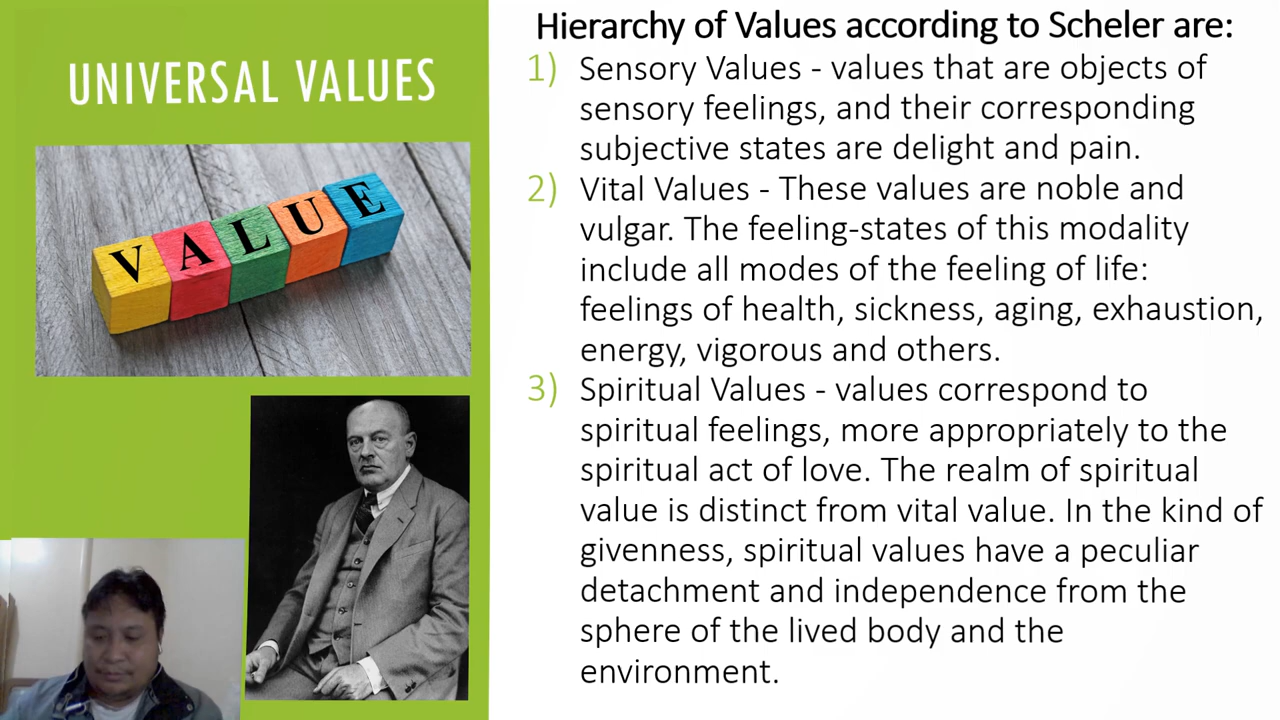 UNIVERSAL VALUES
VALUE
Hierarchy of Values according to Scheler are:
1) Sensory Values - values that are objects of
sensory feelings, and their corresponding
subjective states are delight and pain.
2) Vital Values - These values are noble and
vulgar. The feeling-states of this modality
include all modes of the feeling of life:
feelings of health, sickness, aging, exhaustion,
energy, vigorous and others.
3) Spiritual Values - values correspond to
spiritual feelings, more appropriately to the
spiritual act of love. The realm of spiritual
value is distinct from vital value. In the kind of
givenness, spiritual values have a peculiar
detachment and independence from the
sphere of the lived body and the
environment.